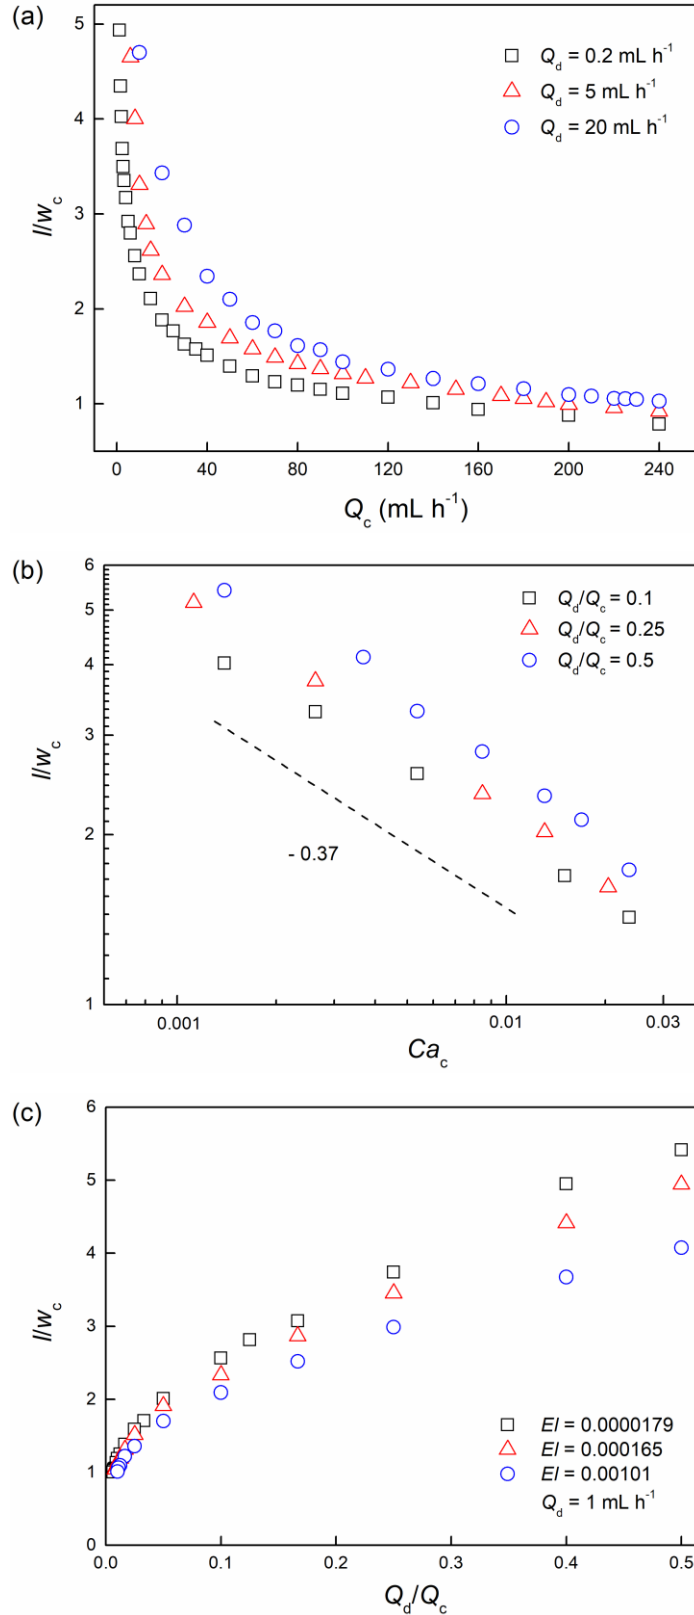 (a)
5
4
3
2
1
l/wc
Qd = 0.2 mL h-1
Qd = 5 mL h-1
Qd = 20 mL h-1
0 40 80 120 160 200 240
Qc (mL h-1)
(b)
6
5
4
3
2
1
l/wc
Qd/Qc = 0.1
Qd/Qc = 0.25
Qd/Qc = 0.5
- 0.37
0.001 0.01 0.03
Cac
(c)
6
5
4
3
2
1
0
l/wc
El = 0.0000179
El = 0.000165
El = 0.00101
Qd = 1 mL h-1
0.0 0.1 0.2 0.3 0.4 0.5
Qd/Qc